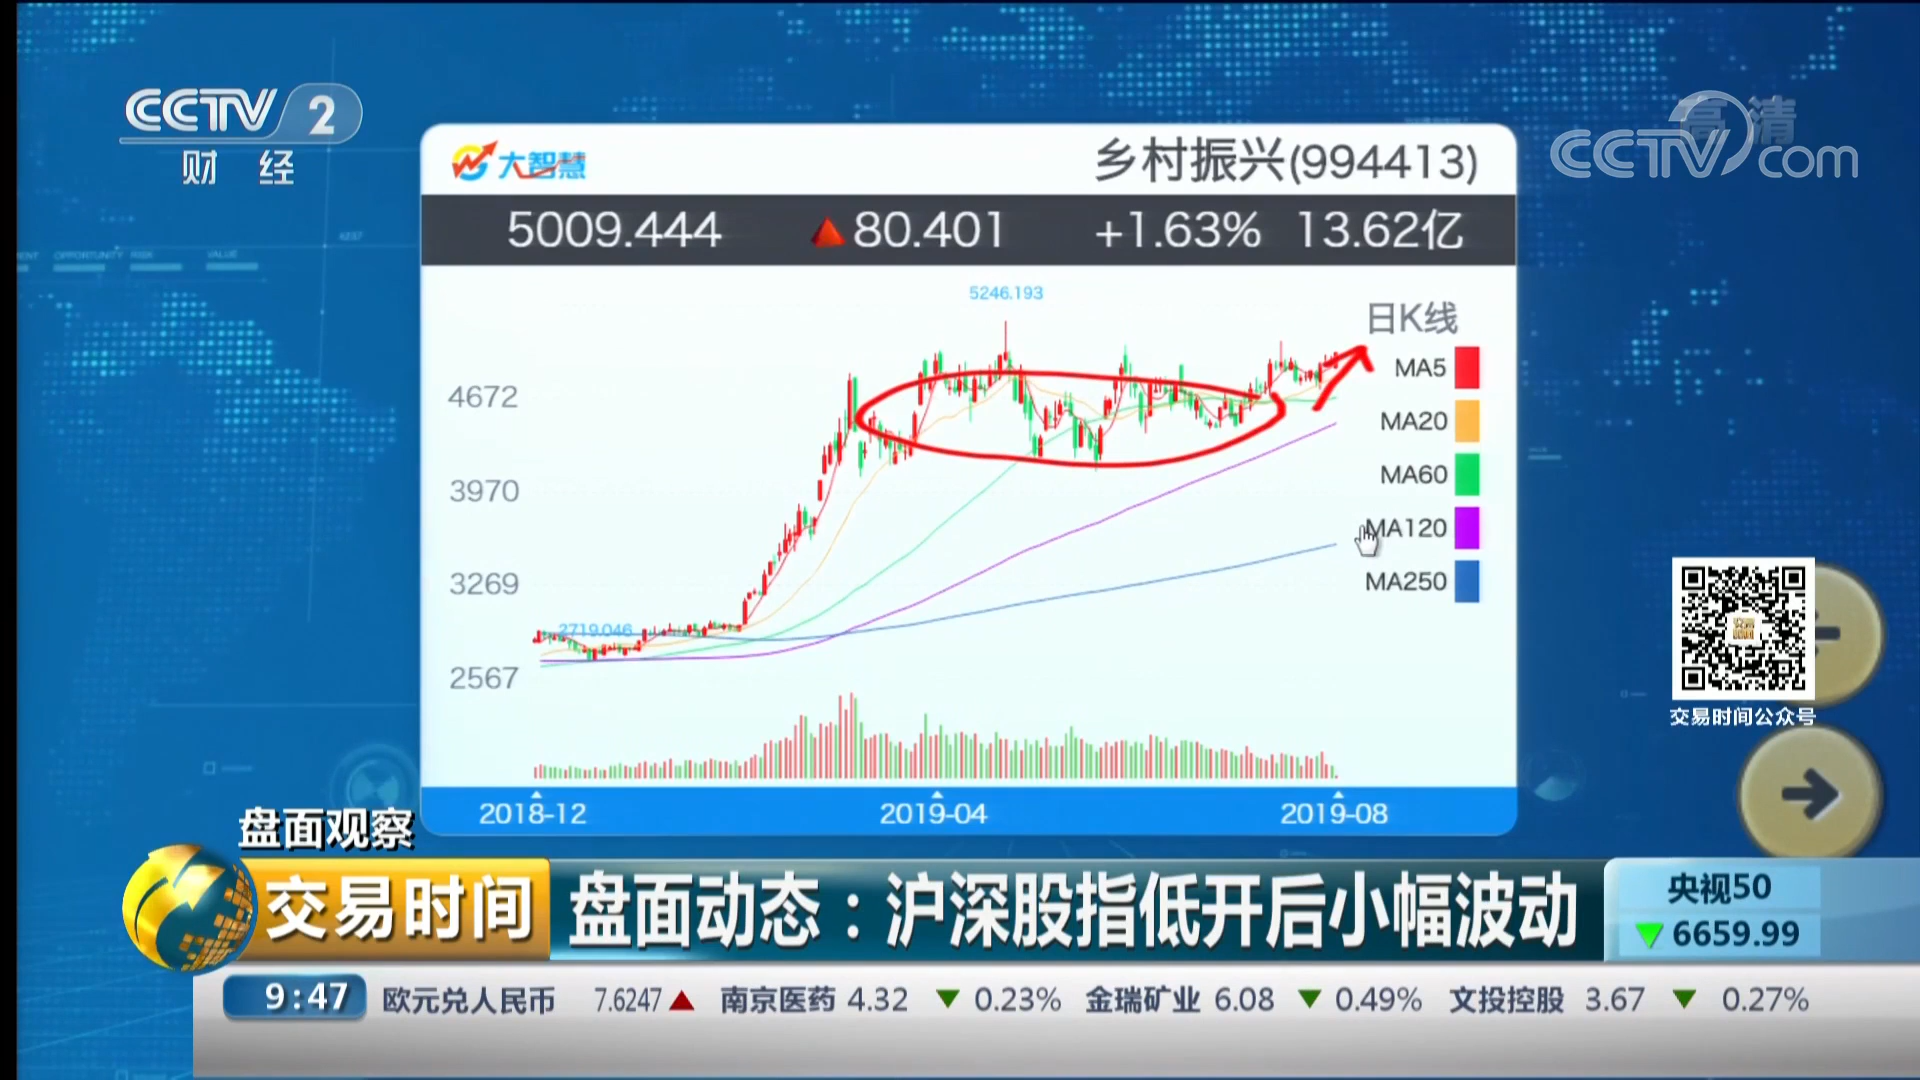 CCTV 2
财 经
高清
CCTV com
大智慧
乡村振兴(994413)
5009.444 ▲80.401 +1.63% 13.62亿
OPPORTUNITY RISK VALUE
5246.193
日K线
MA5
MA20
MA60
MA120
MA250
4672
3970
3269
2567
2719.046
2018-12 2019-04 2019-08
交易时间公众号
盘面观察
交易时间
盘面动态：沪深股指低开后小幅波动
央视50
▼6659.99
9:47 欧元兑人民币 7.6247▲ 南京医药 4.32 ▼ 0.23% 金瑞矿业 6.08 ▼ 0.49% 文投控股 3.67 ▼ 0.27%